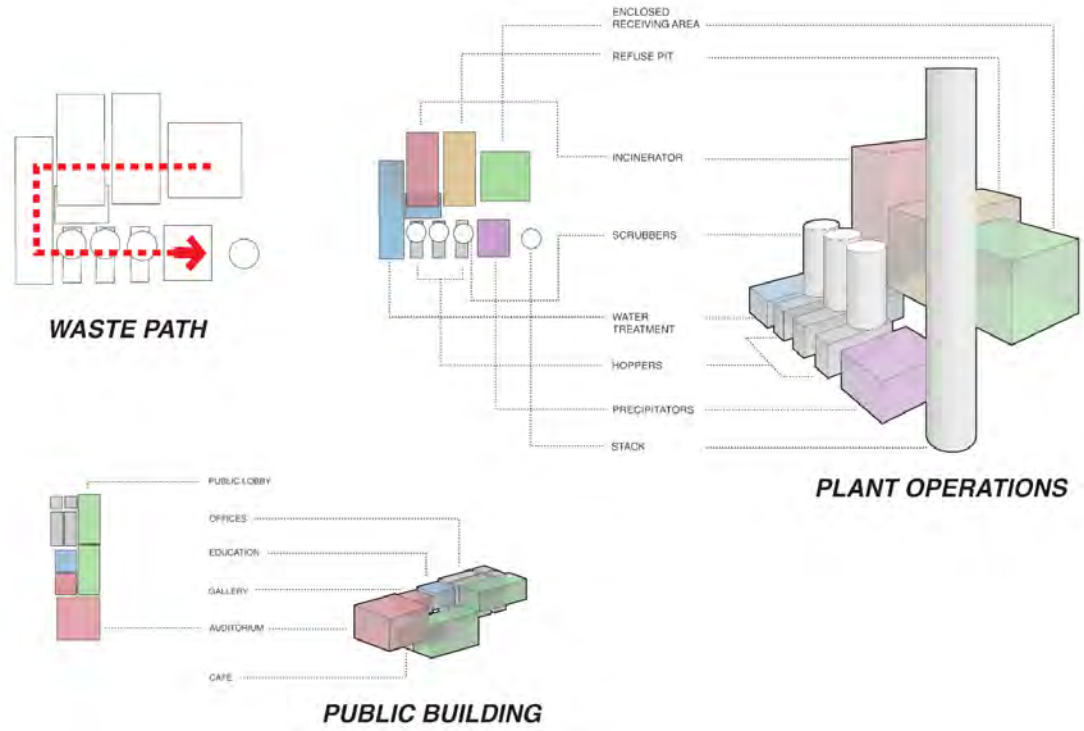 ENCLOSED
RECEIVING AREA
REFUSE PIT
INCINERATOR
SCRUBBERS
WATER
TREATMENT
HOPPERS
PRECIPITATORS
STACK
WASTE PATH
PLANT OPERATIONS
PUBLIC LOBBY
OFFICES
EDUCATION
GALLERY
AUDITORIUM
CAFE
PUBLIC BUILDING